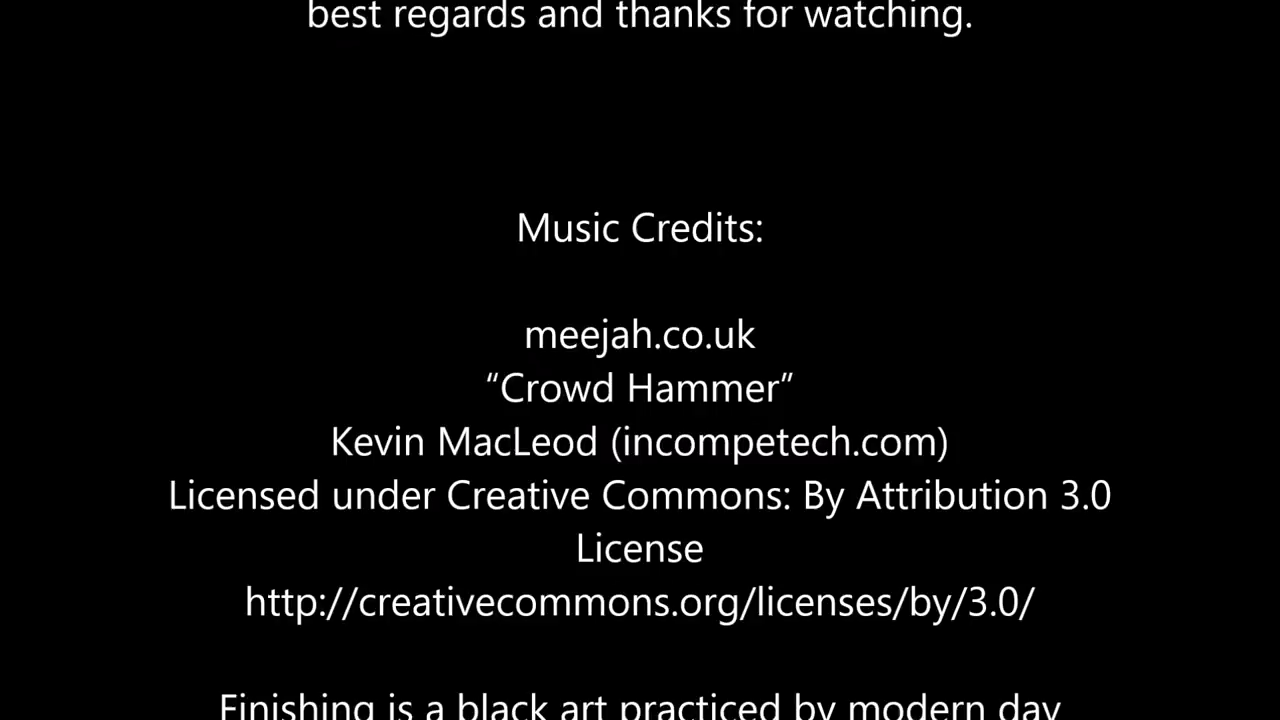 best regards and thanks for watching.
Music Credits:
meejah.co.uk
“Crowd Hammer”
Kevin MacLeod (incompetech.com)
Licensed under Creative Commons: By Attribution 3.0
License
http://creativecommons.org/licenses/by/3.0/
Finishing is a black art practiced by modern day